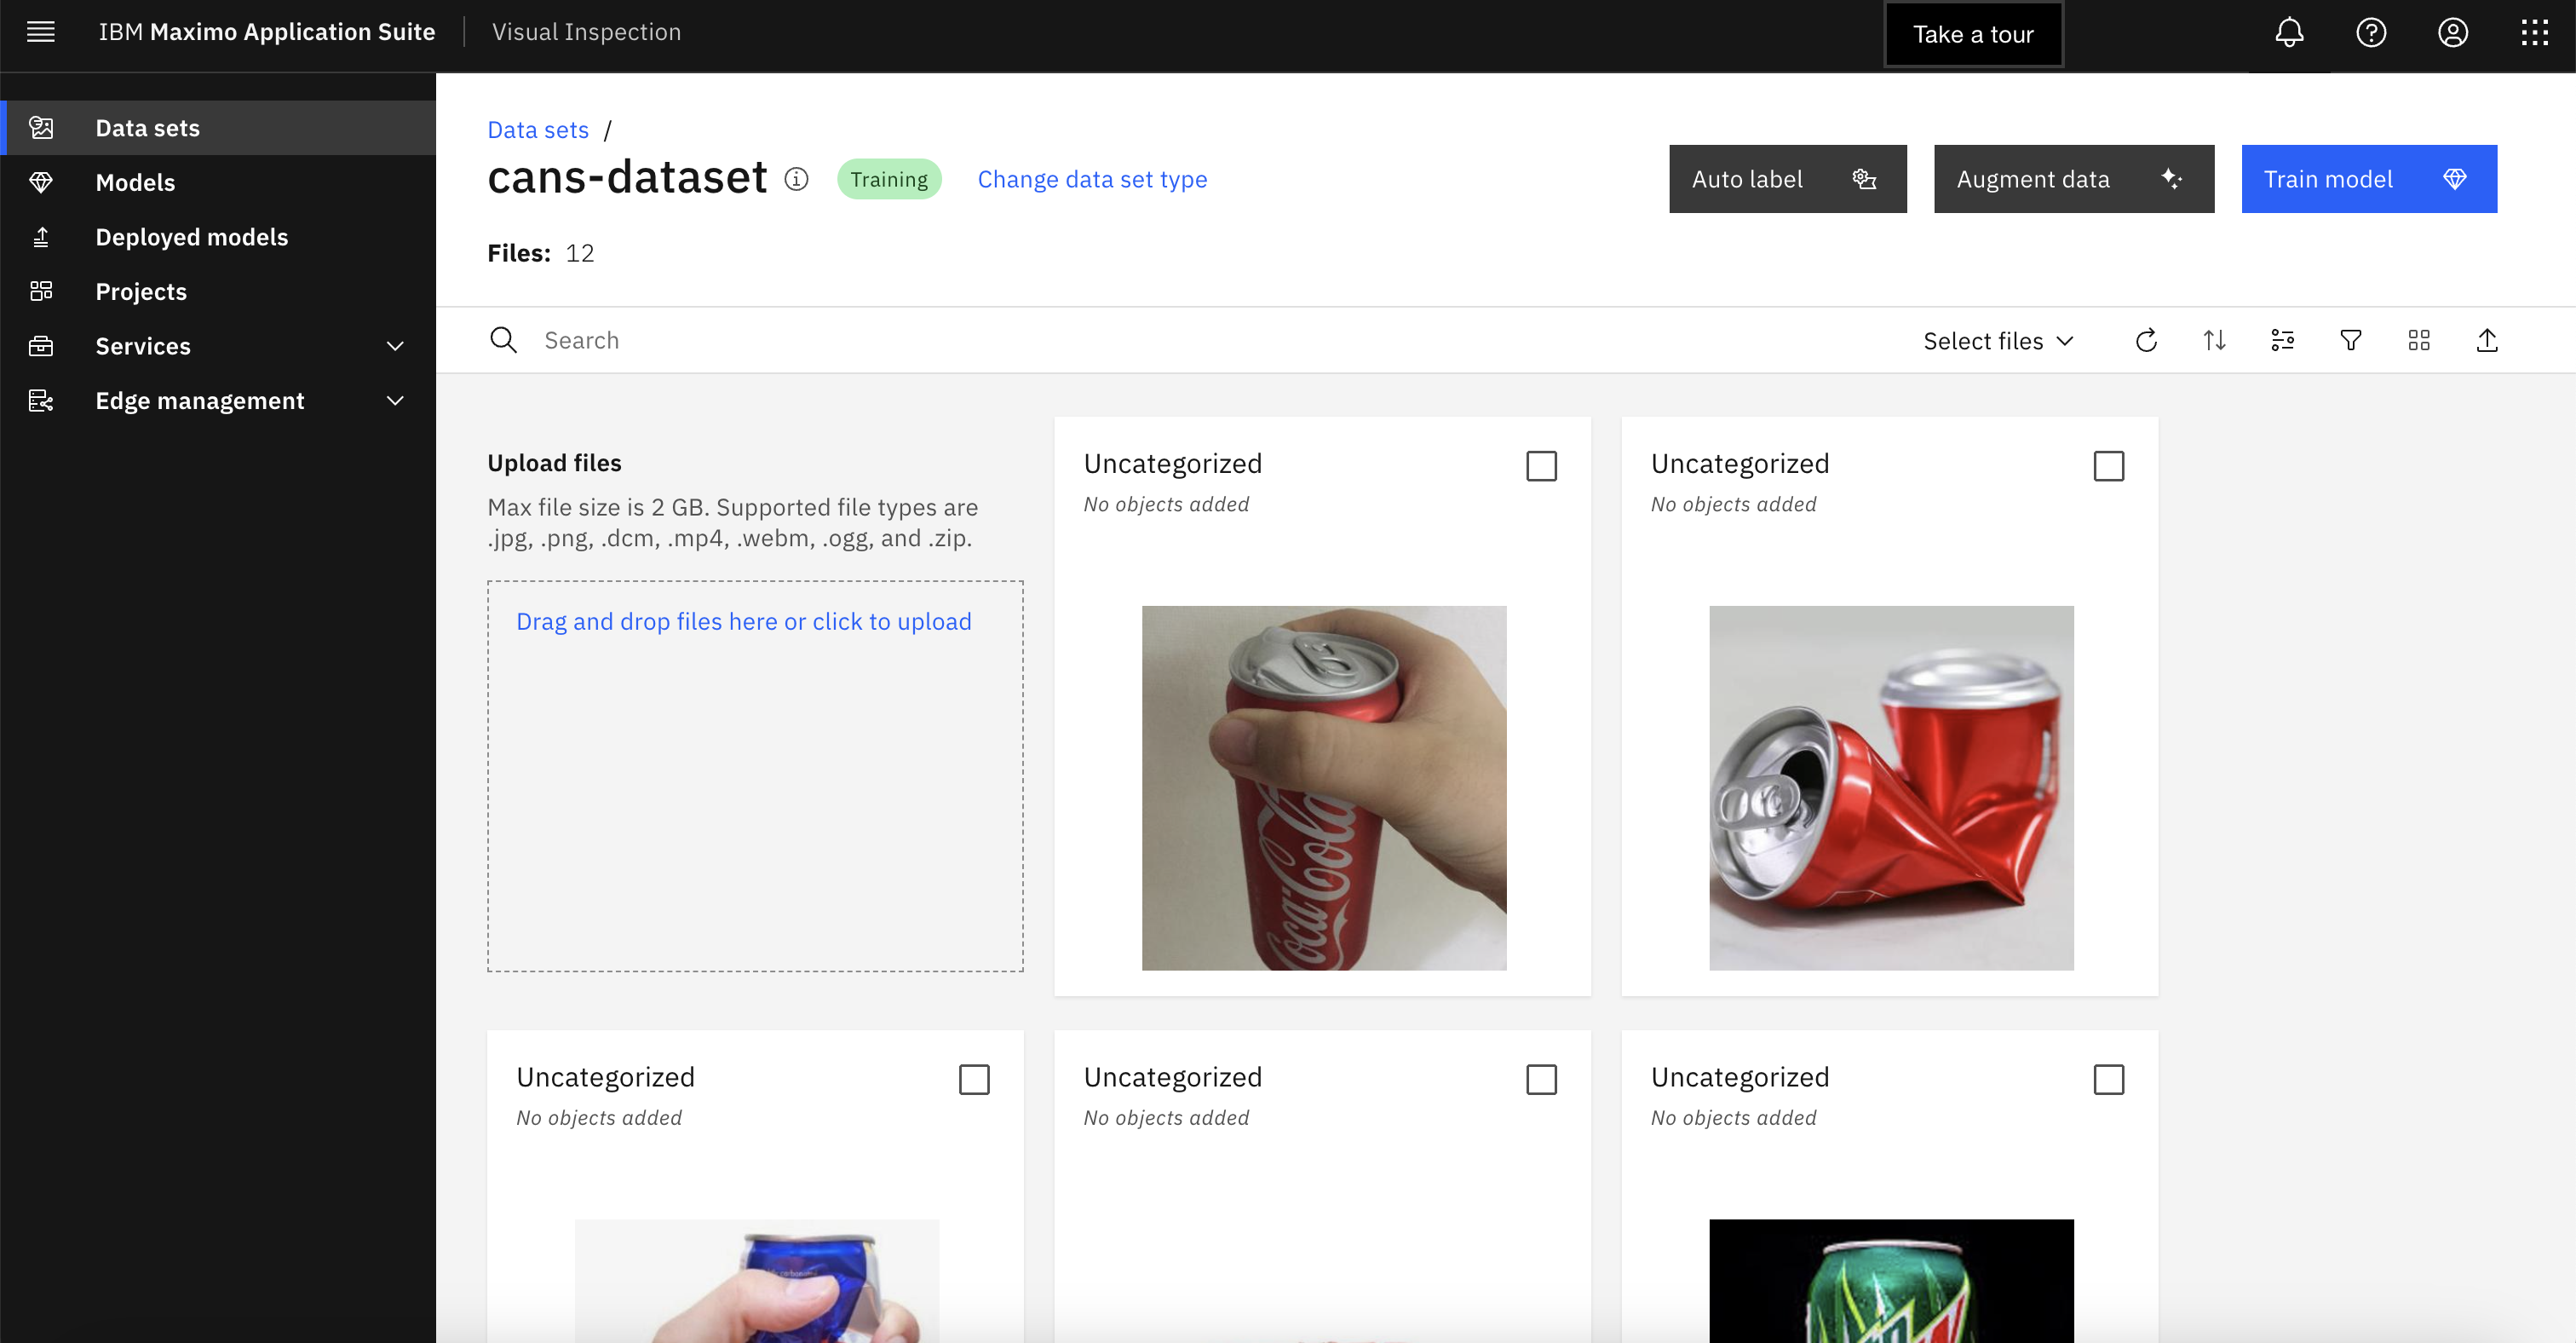 IBM Maximo Application Suite
Visual Inspection
Take a tour
Data sets
Models
Deployed models
Projects
Services
Edge management
Data sets /
cans-dataset
Training
Change data set type
Auto label
Augment data
Train model
Files: 12
Search
Select files
Upload files
Max file size is 2 GB. Supported file types are
.jpg, .png, .dcm, .mp4, .webm, .ogg, and .zip.
Drag and drop files here or click to upload
Uncategorized
No objects added
Coca-Cola
Uncategorized
No objects added
Uncategorized
No objects added
Uncategorized
No objects added
Uncategorized
No objects added